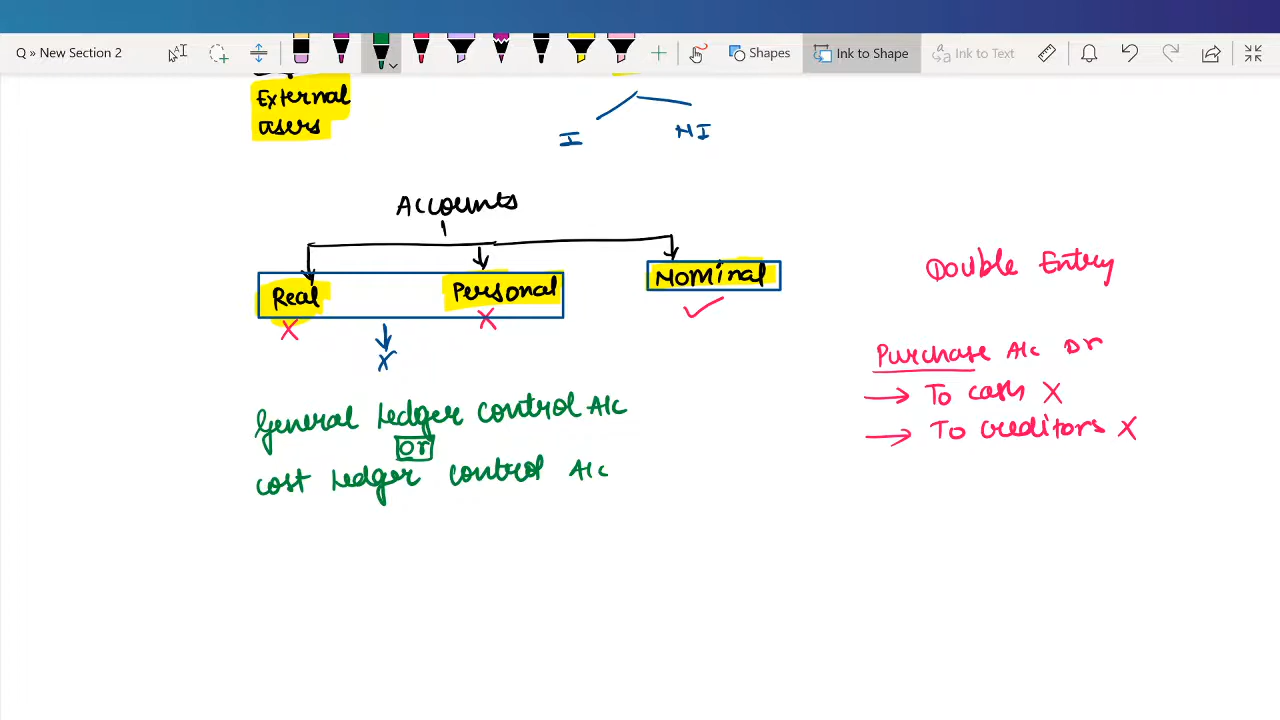 Q » New Section 2
Shapes
Ink to Shape
Ink to Text
External
users
I
NI
Accounts
Real
Personal
Nominal
X
X
X
Double Entry
Purchase A/c Dr
→ To cash X
→ To creditors X
General Ledger control A/c
or
cost Ledger control A/c